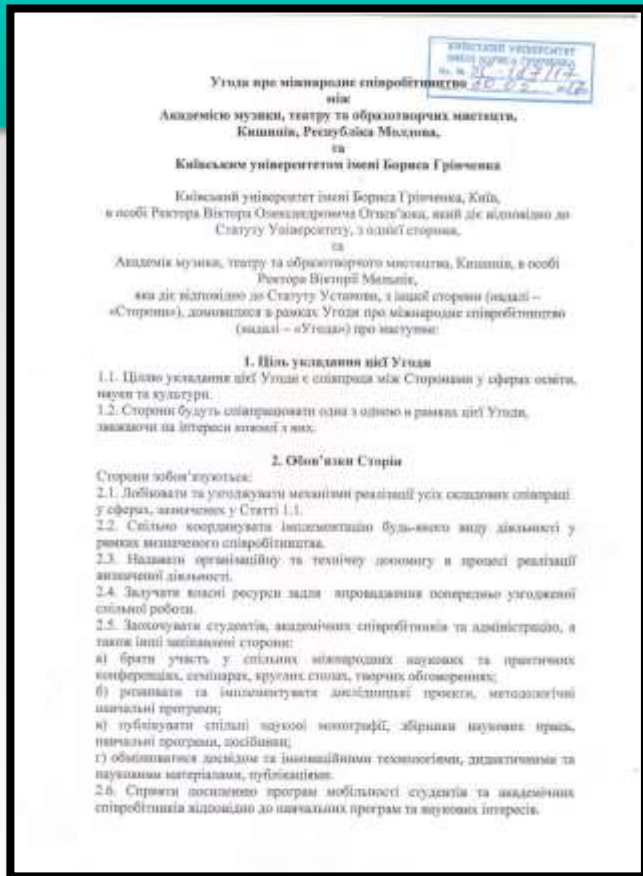 КИЇВСЬКИЙ УНІВЕРСИТЕТ
ІМЕНІ БОРИСА ГРІНЧЕНКА
Угода про міжнародне співробітництво
між
Академією музики, театру та образотворчих мистецтв,
Кишинів, Республіка Молдова,
та
Київським університетом імені Бориса Грінченка
Київський університет імені Бориса Грінченка, Київ,
в особі Ректора Віктора Олександровича Огнев'юка, який діє відповідно до
Статуту Університету, з однієї сторони,
та
Академія музики, театру та образотворчого мистецтва, Кишинів, в особі
Ректора Вікторії Мельник,
яка діє відповідно до Статуту Установи, з іншої сторони (надалі –
«Сторони»), домовилися в рамках Угоди про міжнародне співробітництво
(надалі – «Угода») про наступне:
1. Ціль укладання цієї Угоди
1.1. Ціллю укладання цієї Угоди є співпраця між Сторонами у сферах освіти,
науки та культури.
1.2. Сторони будуть співпрацювати одна з одною в рамках цієї Угоди,
зважаючи на інтереси кожної з них.
2. Обов'язки Сторін
Сторони зобов'язуються:
2.1. Лобіювати та узгоджувати механізми реалізації усіх складових співпраці
у сферах, зазначених у Статті 1.1.
2.2. Спільно координувати імплементацію будь-якого виду діяльності у
рамках визначеного співробітництва.
2.3. Надавати організаційну та технічну допомогу в процесі реалізації
визначеної діяльності.
2.4. Залучати власні ресурси задля впровадження попередньо узгодженої
спільної роботи.
2.5. Заохочувати студентів, академічних співробітників та адміністрацію, а
також інші зацікавлені сторони:
а) брати участь у спільних міжнародних наукових та практичних
конференціях, семінарах, круглих столах, творчих обговореннях;
б) розвивати та імплементувати дослідницькі проекти, методологічні
навчальні програми;
в) публікувати спільні наукові монографії, збірники наукових праць,
навчальні програми, посібники;
г) обмінюватися досвідом та інноваційними технологіями, дидактичними та
науковими матеріалами, публікаціями.
2.6. Сприяти посиленню програм мобільності студентів та академічних
співробітників відповідно до навчальних програм та наукових інтересів.